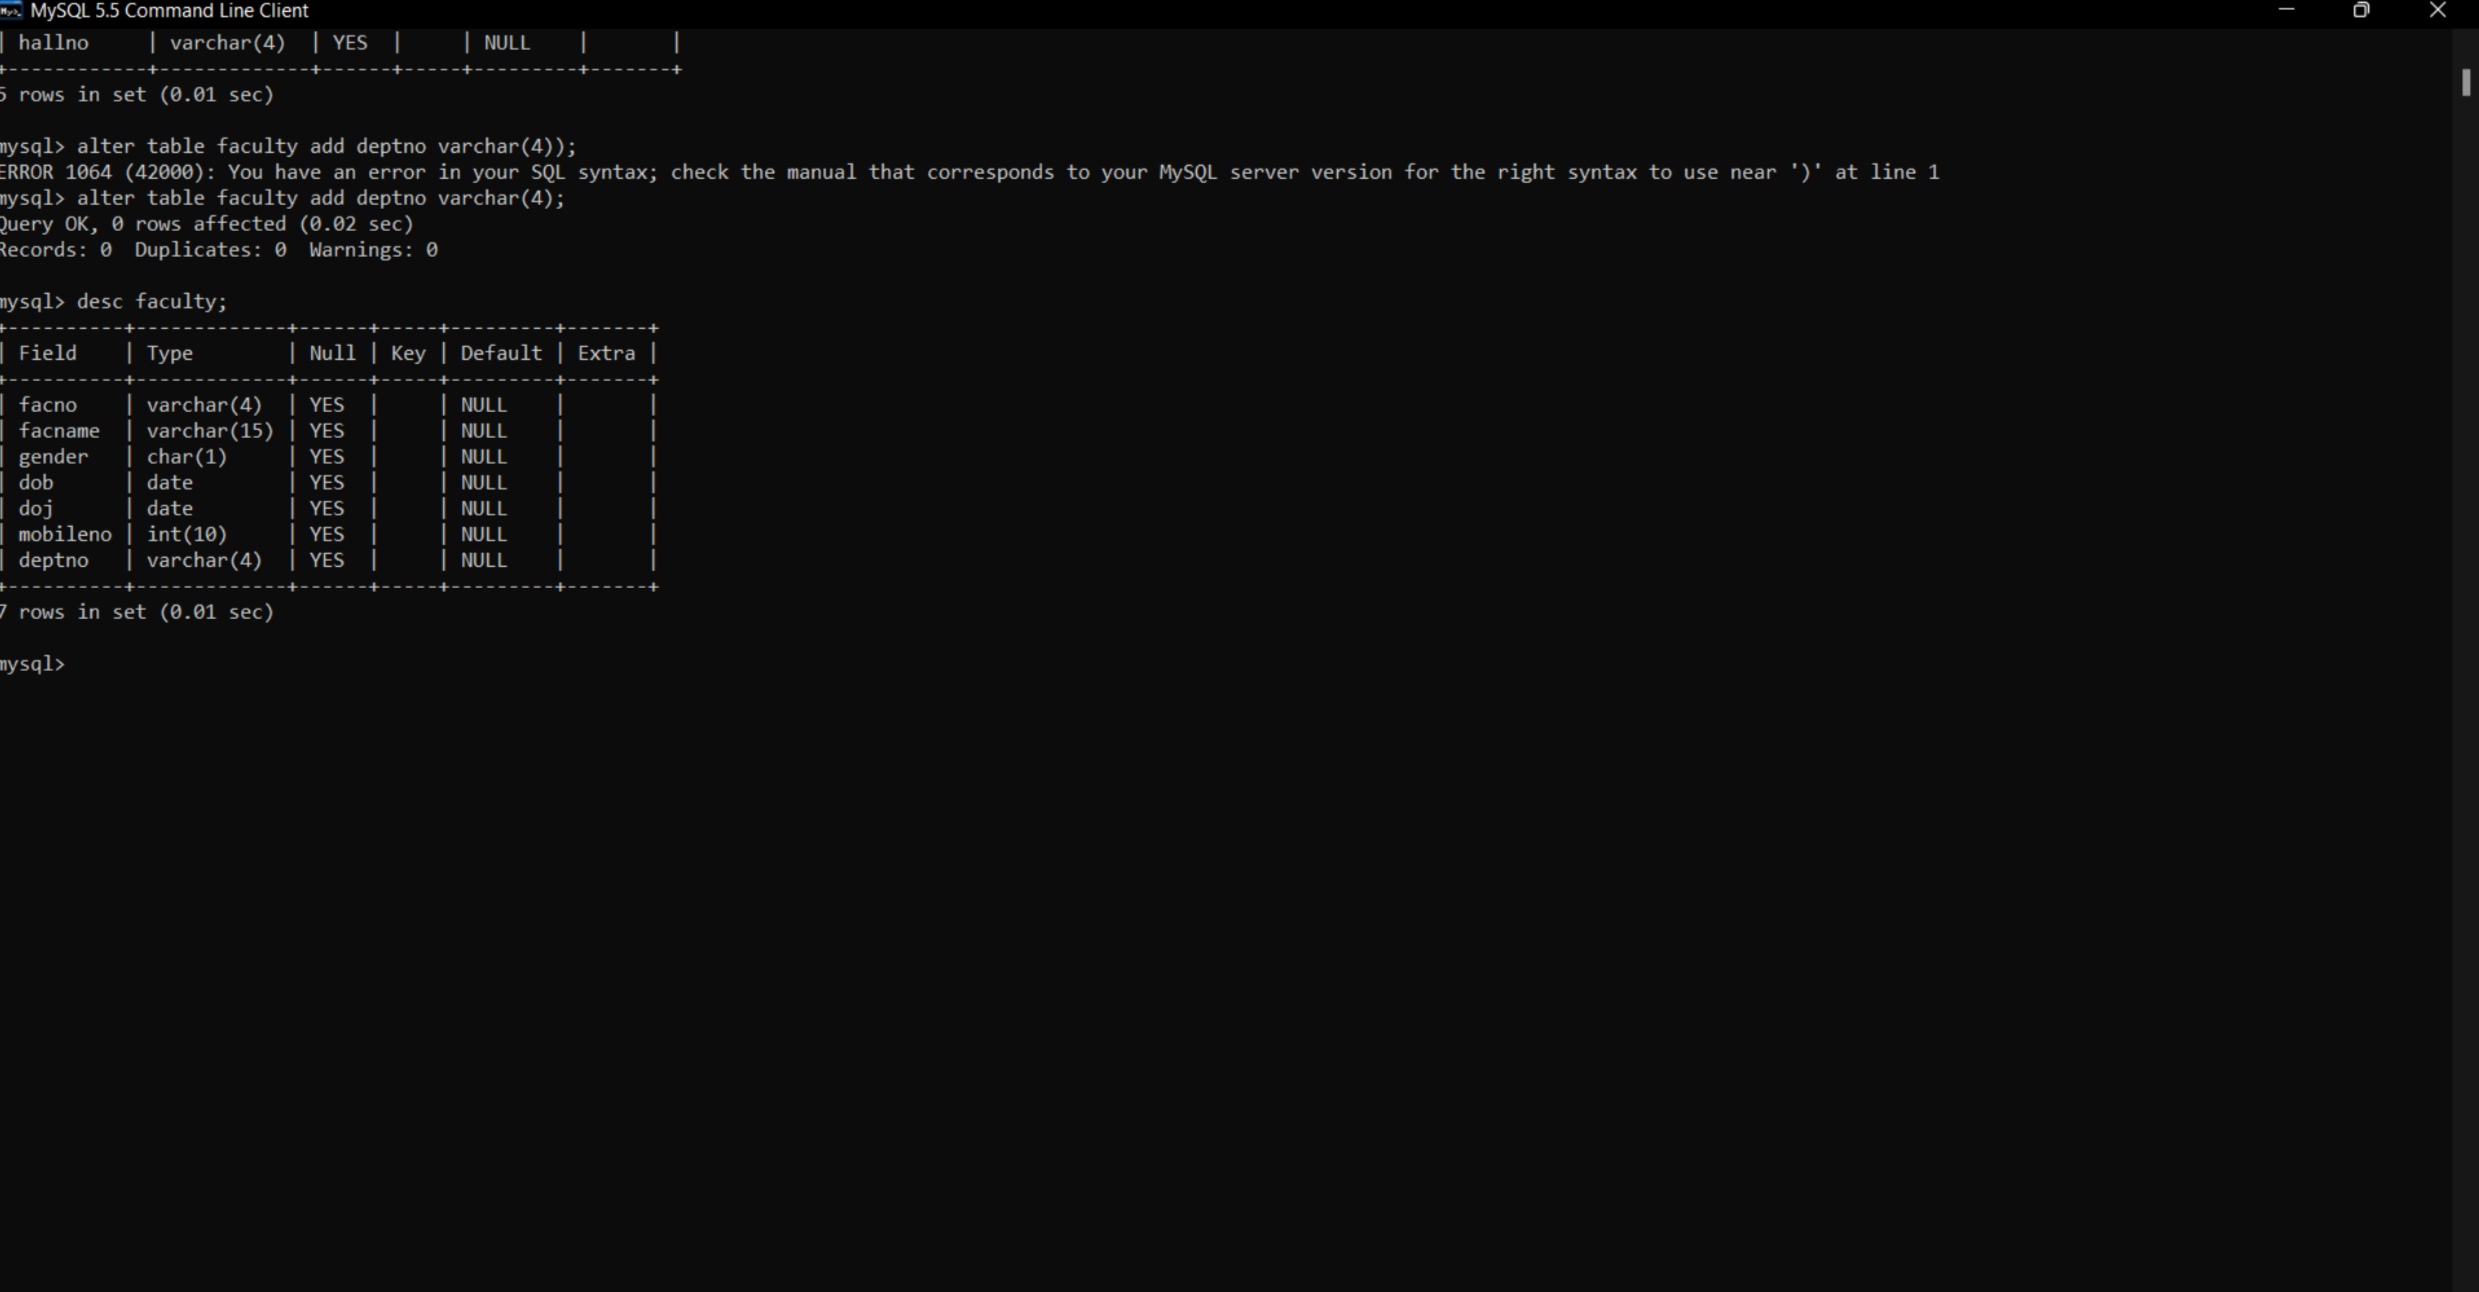 MySQL 5.5 Command Line Client
| hallno     | varchar(4)  | YES  |     | NULL    |       |
+------------+-------------+------+-----+---------+-------+
5 rows in set (0.01 sec)
mysql> alter table faculty add deptno varchar(4));
ERROR 1064 (42000): You have an error in your SQL syntax; check the manual that corresponds to your MySQL server version for the right syntax to use near ')' at line 1
mysql> alter table faculty add deptno varchar(4);
Query OK, 0 rows affected (0.02 sec)
Records: 0  Duplicates: 0  Warnings: 0
mysql> desc faculty;
+----------+-------------+------+-----+---------+-------+
| Field    | Type        | Null | Key | Default | Extra |
+----------+-------------+------+-----+---------+-------+
| facno    | varchar(4)  | YES  |     | NULL    |       |
| facname  | varchar(15) | YES  |     | NULL    |       |
| gender   | char(1)     | YES  |     | NULL    |       |
| dob      | date        | YES  |     | NULL    |       |
| doj      | date        | YES  |     | NULL    |       |
| mobileno | int(10)     | YES  |     | NULL    |       |
| deptno   | varchar(4)  | YES  |     | NULL    |       |
+----------+-------------+------+-----+---------+-------+
7 rows in set (0.01 sec)
mysql>